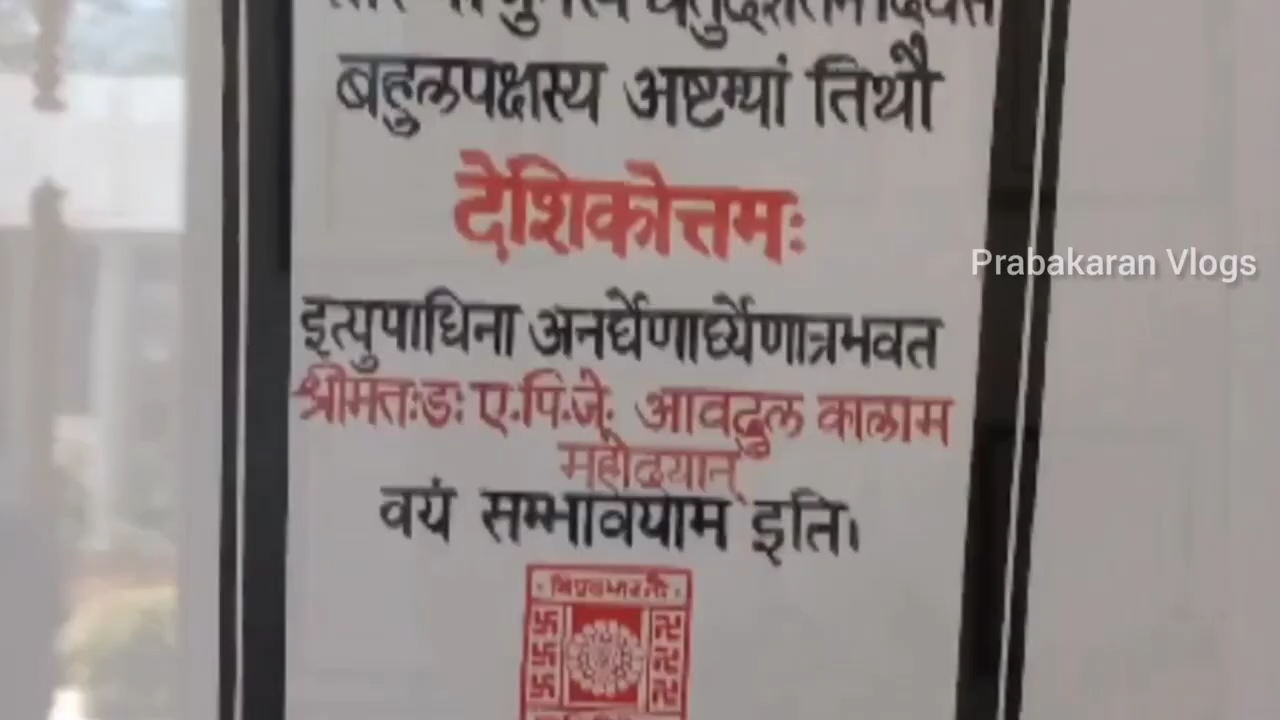 बहुलपक्षस्य अष्टम्यां तिथौ
देशिकोत्तमः
इत्युपाधिना अनर्घेणार्घ्येणात्रभवत
श्रीमतःडः ए.पि.जे. आवदुल कालाम
महोदयान्
वयं सम्भावयाम इति।
Prabakaran Vlogs